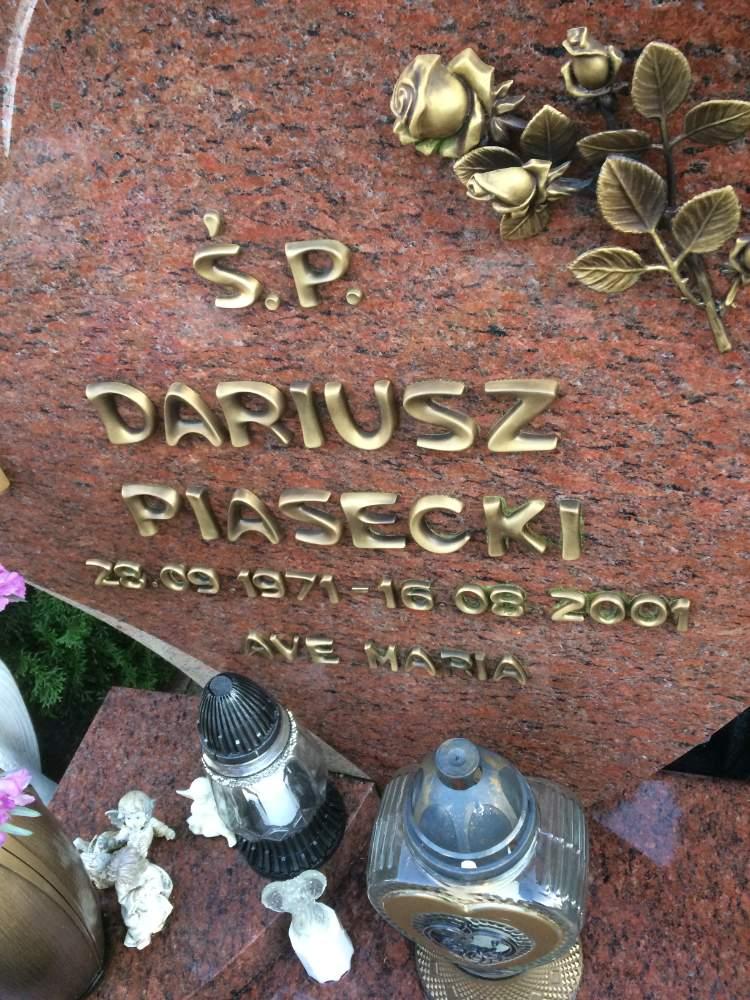 Ś.P.
DARIUSZ
PIASECKI
28.09 1971-16.08 2001
AVE MARIA